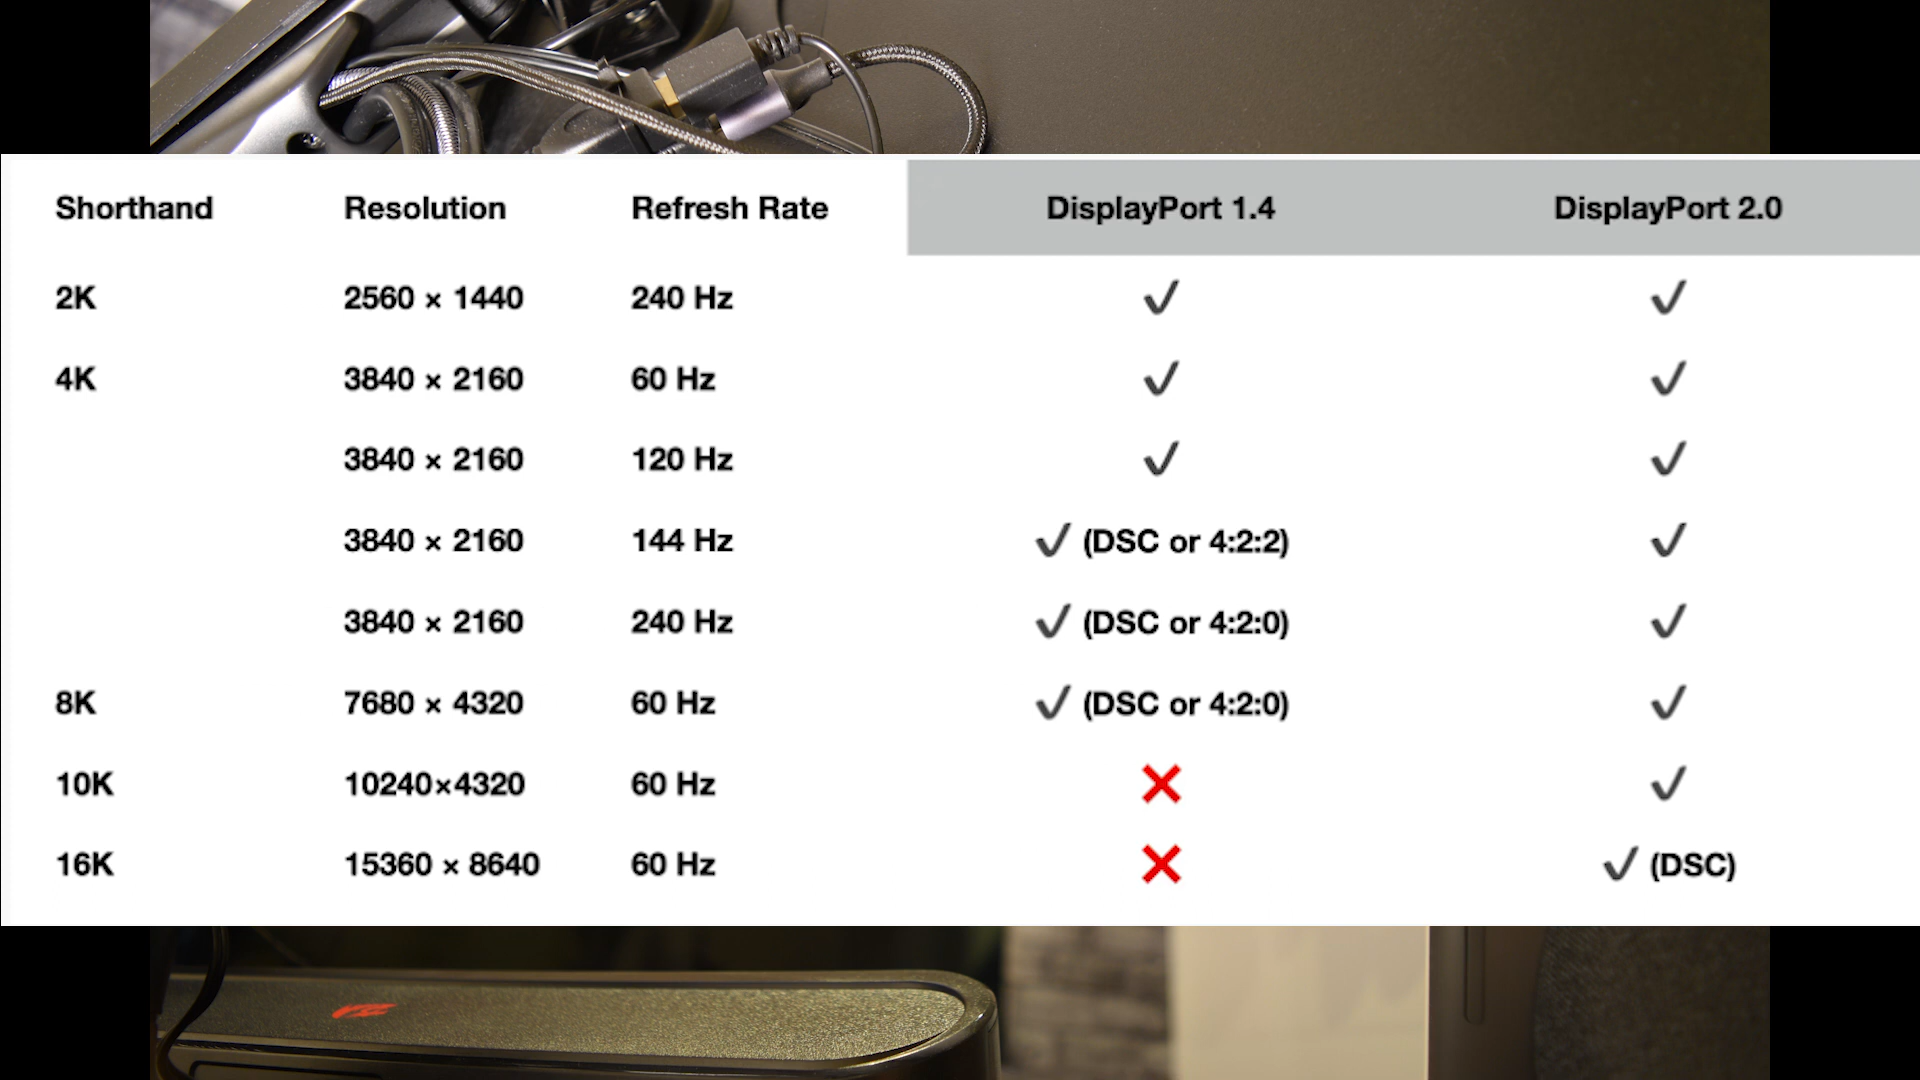 Shorthand Resolution Refresh Rate DisplayPort 1.4 DisplayPort 2.0
2K 2560 × 1440 240 Hz ✓ ✓
4K 3840 × 2160 60 Hz ✓ ✓
3840 × 2160 120 Hz ✓ ✓
3840 × 2160 144 Hz ✓ (DSC or 4:2:2) ✓
3840 × 2160 240 Hz ✓ (DSC or 4:2:0) ✓
8K 7680 × 4320 60 Hz ✓ (DSC or 4:2:0) ✓
10K 10240×4320 60 Hz ✕ ✓
16K 15360 × 8640 60 Hz ✕ ✓ (DSC)